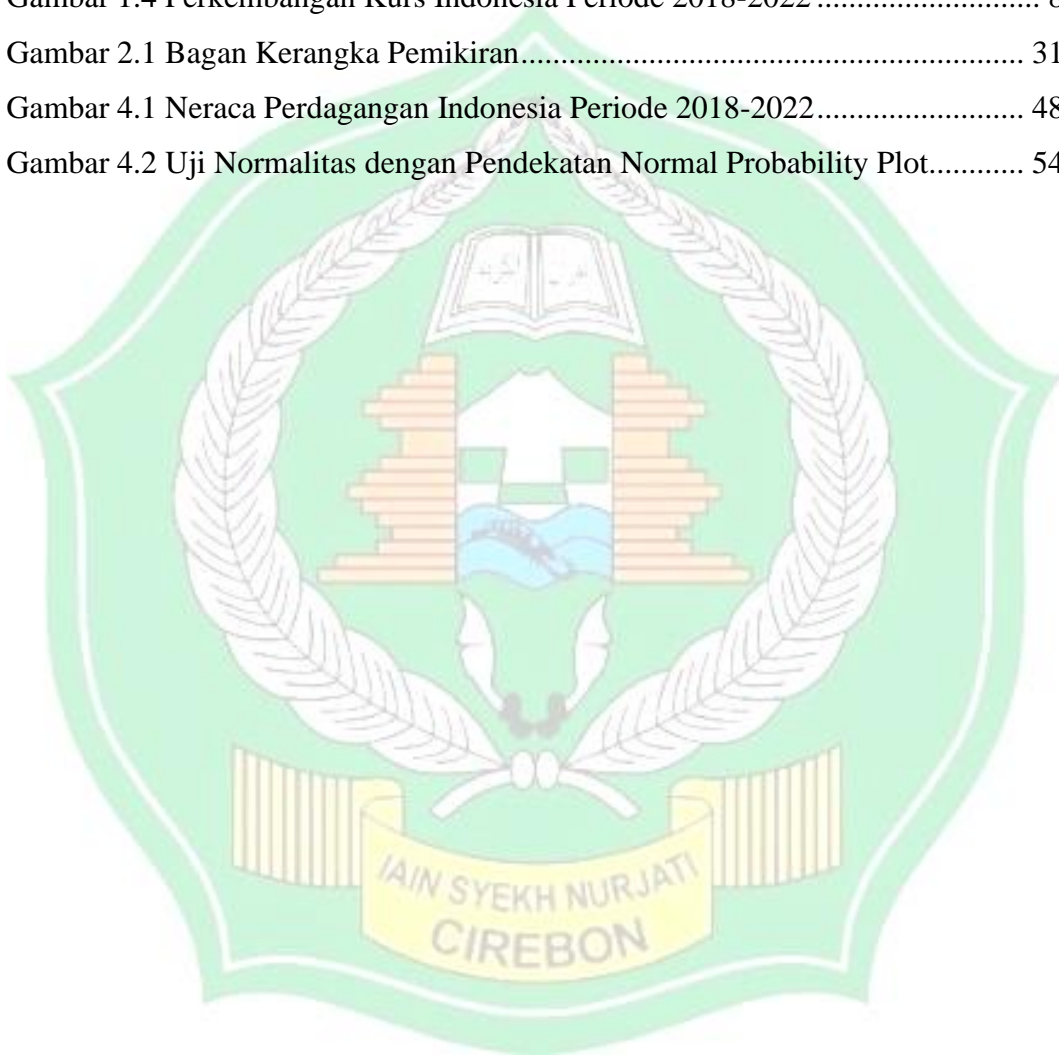 Gambar 1.4 Perkembangan Kurs Indonesia Periode 2018-2022............................ 8
Gambar 2.1 Bagan Kerangka Pemikiran.............................................................. 31
Gambar 4.1 Neraca Perdagangan Indonesia Periode 2018-2022......................... 48
Gambar 4.2 Uji Normalitas dengan Pendekatan Normal Probability Plot............ 54
IAIN SYEKH NURJATI
CIREBON